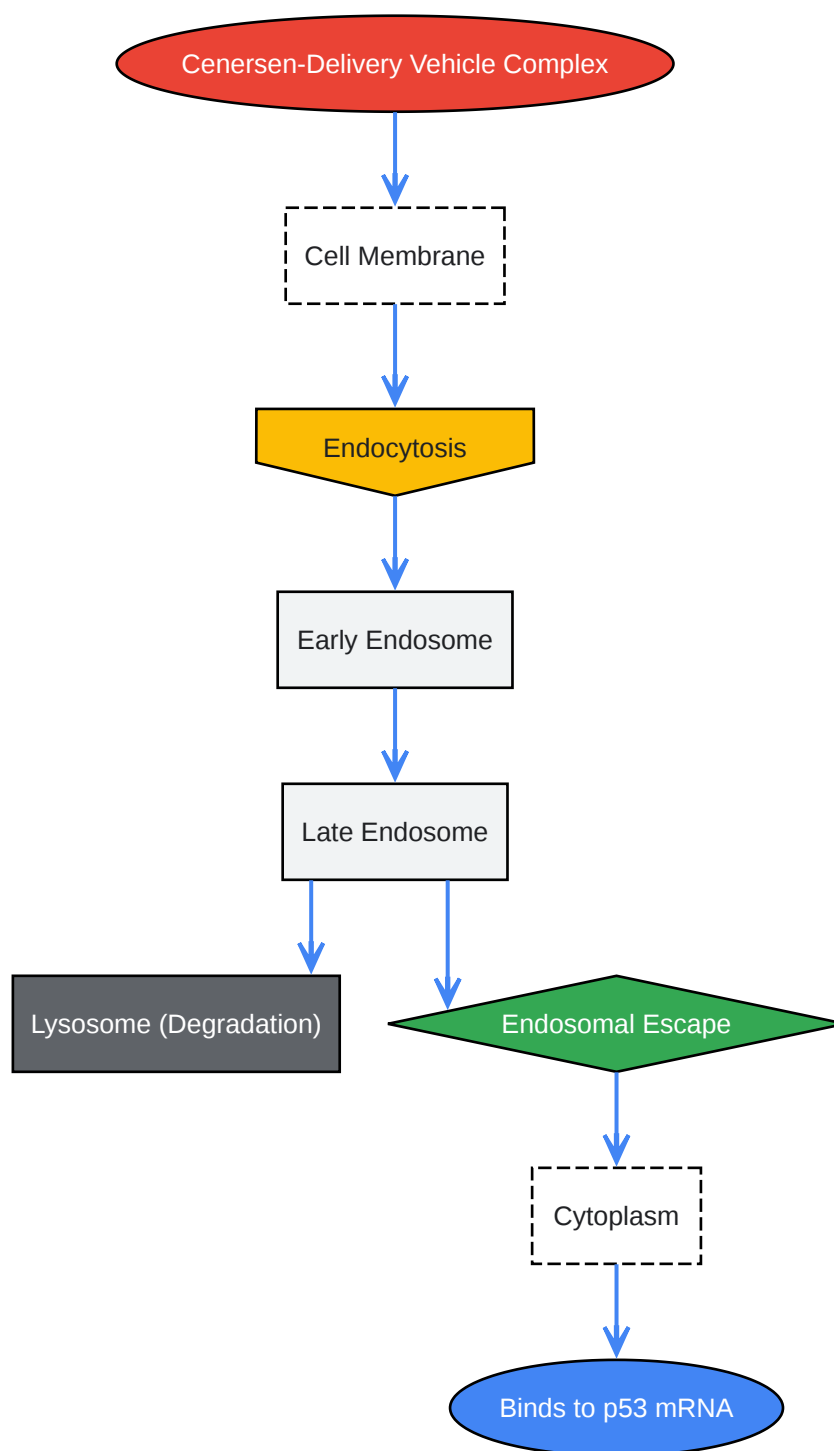 Cenersen-Delivery Vehicle Complex
Cell Membrane
Endocytosis
Early Endosome
Late Endosome
Lysosome (Degradation)
Endosomal Escape
Cytoplasm
Binds to p53 mRNA